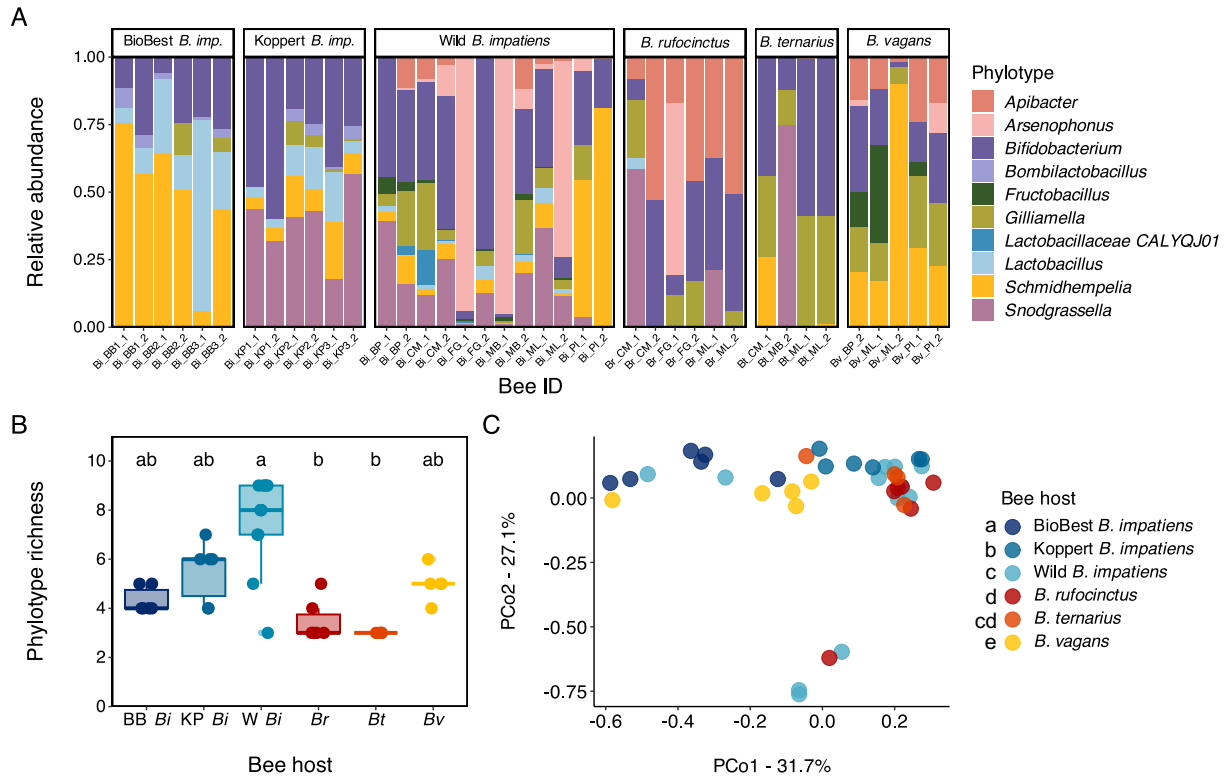 A
BioBest B. imp.
Koppert B. imp.
Wild B. impatiens
B. rufocinctus
B. ternarius
B. vagans
Relative abundance
1.00
0.75
0.50
0.25
0.00
Bi_BB1_1
Bi_BB1_2
Bi_BB2_1
Bi_BB2_2
Bi_BB3_1
Bi_BB3_2
Bi_KP1_1
Bi_KP1_2
Bi_KP2_1
Bi_KP2_2
Bi_KP3_1
Bi_KP3_2
Bi_BP_1
Bi_BP_2
Bi_CM_1
Bi_CM_2
Bi_FG_1
Bi_FG_2
Bi_MB_1
Bi_MB_2
Bi_ML_1
Bi_ML_2
Bi_PI_1
Bi_PI_2
Br_CM_1
Br_CM_2
Br_FG_1
Br_FG_2
Br_ML_1
Br_ML_2
Bt_CM_1
Bt_MB_2
Bt_ML_1
Bt_ML_2
Bv_BP_2
Bv_ML_1
Bv_ML_2
Bv_PI_1
Bv_PI_2
Bee ID
Phylotype
Apibacter
Arsenophonus
Bifidobacterium
Bombilactobacillus
Fructobacillus
Gilliamella
Lactobacillaceae CALYQJ01
Lactobacillus
Schmidhempelia
Snodgrassella
B
Phylotype richness
10
8
6
4
2
ab
ab
a
b
b
ab
BB Bi
KP Bi
W Bi
Br
Bt
Bv
Bee host
C
PCo2 - 27.1%
0.00
-0.25
-0.50
-0.75
-0.6
-0.4
-0.2
0.0
0.2
PCo1 - 31.7%
Bee host
a BioBest B. impatiens
b Koppert B. impatiens
c Wild B. impatiens
d B. rufocinctus
cd B. ternarius
e B. vagans